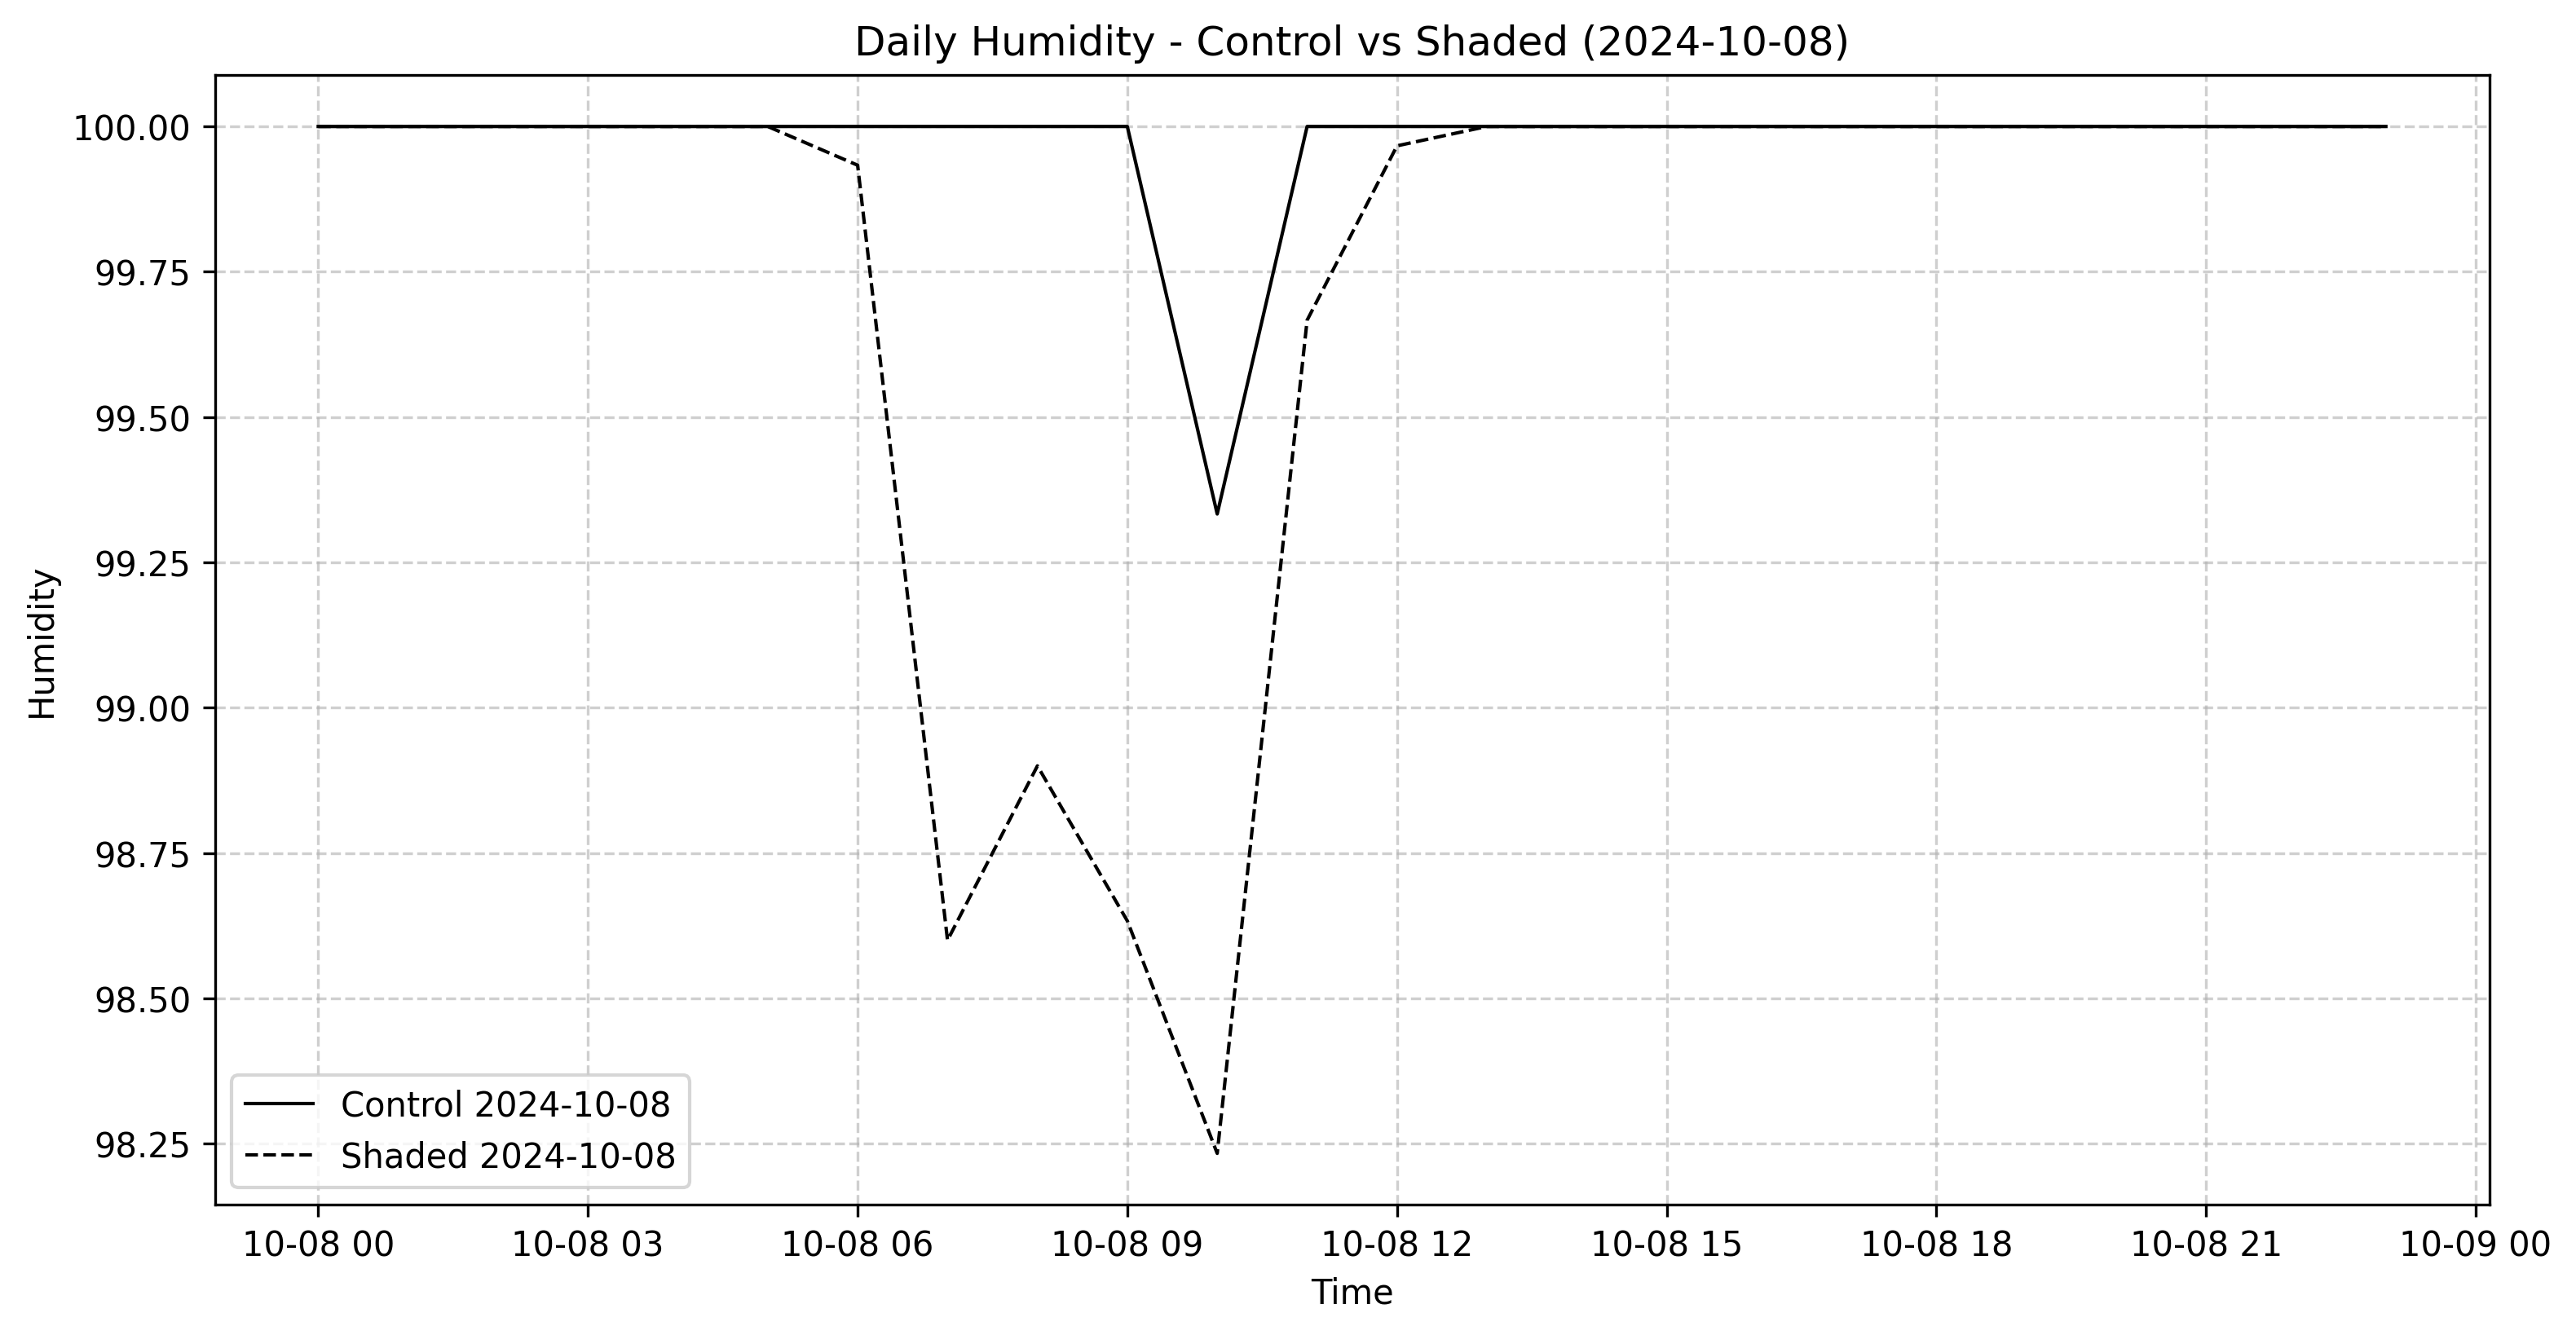 Daily Humidity - Control vs Shaded (2024-10-08)
Humidity
100.00
99.75
99.50
99.25
99.00
98.75
98.50
98.25
Control 2024-10-08
Shaded 2024-10-08
10-08 00 10-08 03 10-08 06 10-08 09 10-08 12 10-08 15 10-08 18 10-08 21 10-09 00
Time